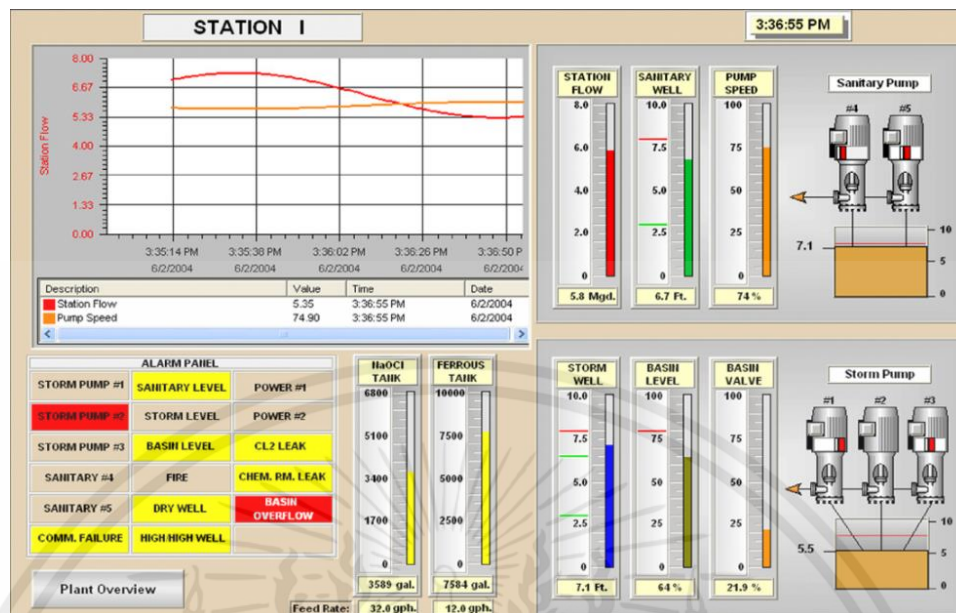 STATION I
3:36:55 PM
8.00
6.67
5.33
4.00
2.67
1.33
0.00
Station Flow
3:35:14 PM 3:35:38 PM 3:36:02 PM 3:36:26 PM 3:36:50 P
6/2/2004 6/2/2004 6/2/2004 6/2/2004 6/2/2004
Description Value Time Date
Station Flow 5.35 3:36:55 PM 6/2/2004
Pump Speed 74.90 3:36:55 PM 6/2/2004
STATION FLOW
8.0
6.0
4.0
2.0
0
5.8 Mgd.
SANITARY WELL
10.0
7.5
5.0
2.5
0
6.7 Ft.
PUMP SPEED
100
75
50
25
0
74 %
Sanitary Pump
#4 #5
7.1
10
5
0
ALARM PANEL
STORM PUMP #1 SANITARY LEVEL POWER #1
STORM PUMP #2 STORM LEVEL POWER #2
STORM PUMP #3 BASIN LEVEL CL2 LEAK
SANITARY #4 FIRE CHEM. RM. LEAK
SANITARY #5 DRY WELL BASIN OVERFLOW
COMM. FAILURE HIGH/HIGH WELL
Plant Overview
NaOCl TANK
6800
5100
3400
1700
0
3589 gal.
FERROUS TANK
10000
7500
5000
2500
0
7584 gal.
Feed Rate: 32.0 gph. 12.0 gph.
STORM WELL
10.0
7.5
5.0
2.5
0
7.1 Ft.
BASIN LEVEL
100
75
50
25
0
64 %
BASIN VALVE
100
75
50
25
0
21.9 %
Storm Pump
#1 #2 #3
5.5
10
5
0